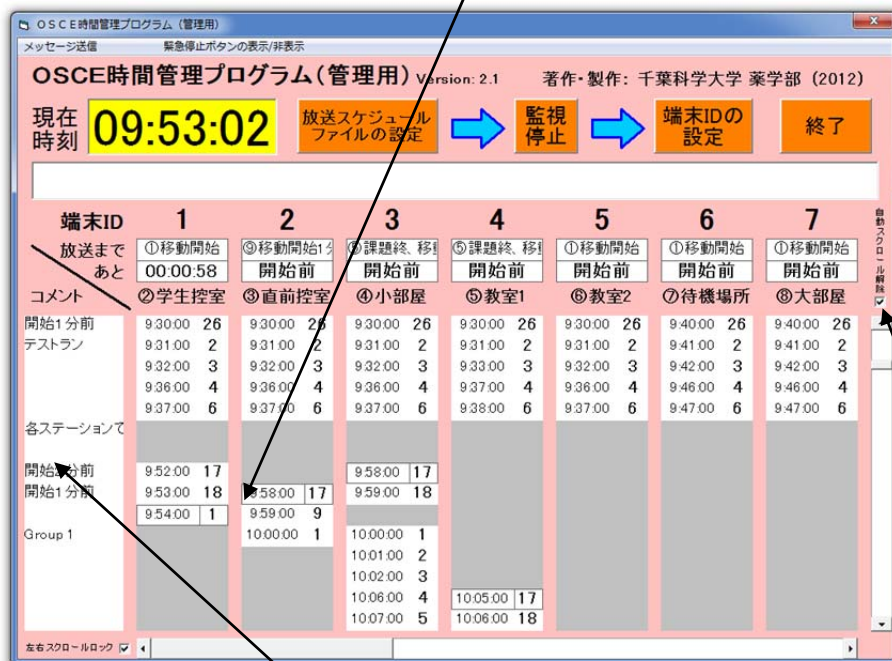 OSCE時間管理プログラム (管理用)
メッセージ送信 緊急停止ボタンの表示/非表示
OSCE時間管理プログラム(管理用) Version: 2.1 著作・製作: 千葉科学大学 薬学部 (2012)
現在時刻 09:53:02 放送スケジュールファイルの設定 監視停止 端末IDの設定 終了
端末ID 1 2 3 4 5 6 7
放送まで ①移動開始 ⑨移動開始1分 課題終、移動 ⑤課題終、移動 ①移動開始 ①移動開始 ①移動開始
あと 00:00:58 開始前 開始前 開始前 開始前 開始前 開始前
コメント ②学生控室 ③直前控室 ④小部屋 ⑤教室1 ⑥教室2 ⑦待機場所 ⑧大部屋
自動スクロール解除
開始1分前 9:30:00 26 9:30:00 26 9:30:00 26 9:30:00 26 9:30:00 26 9:40:00 26 9:40:00 26
テストラン 9:31:00 2 9:31:00 2 9:31:00 2 9:31:00 2 9:31:00 2 9:41:00 2 9:41:00 2
9:32:00 3 9:32:00 3 9:32:00 3 9:33:00 3 9:32:00 3 9:42:00 3 9:42:00 3
9:36:00 4 9:36:00 4 9:36:00 4 9:37:00 4 9:36:00 4 9:46:00 4 9:46:00 4
9:37:00 6 9:37:00 6 9:37:00 6 9:38:00 6 9:37:00 6 9:47:00 6 9:47:00 6
各ステーションで
開始 分前 9:52:00 17 9:58:00 17
開始1分前 9:53:00 18 9:58:00 17 9:59:00 18
9:54:00 1 9:59:00 9
Group 1 10:00:00 1 10:00:00 1
10:01:00 2
10:02:00 3
10:06:00 4 10:05:00 17
10:07:00 5 10:06:00 18
左右スクロールロック